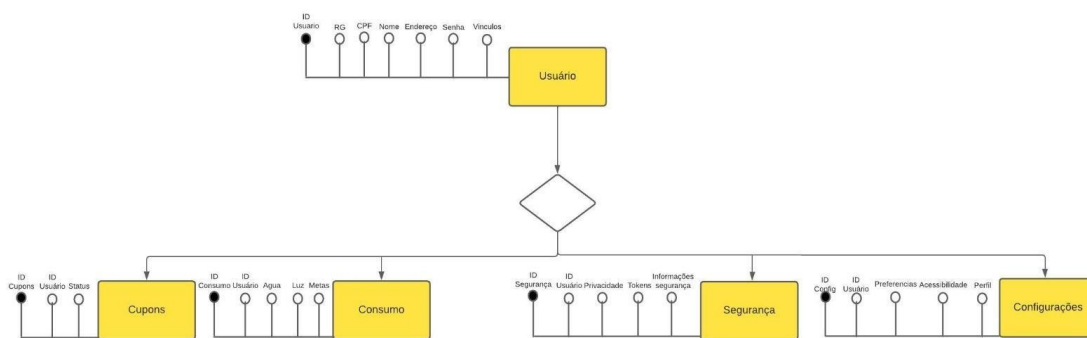 ID
Usuario
RG
CPF
Nome
Endereço
Senha
Vinculos
Usuário
ID
Cupons
ID
Usuário
Status
Cupons
ID
Consumo
ID
Usuário
Agua
Luz
Metas
Consumo
ID
Segurança
ID
Usuário
Privacidade
Tokens
Informações
segurança
Segurança
ID
Config
ID
Usuário
Preferencias
Acessibilidade
Perfil
Configurações